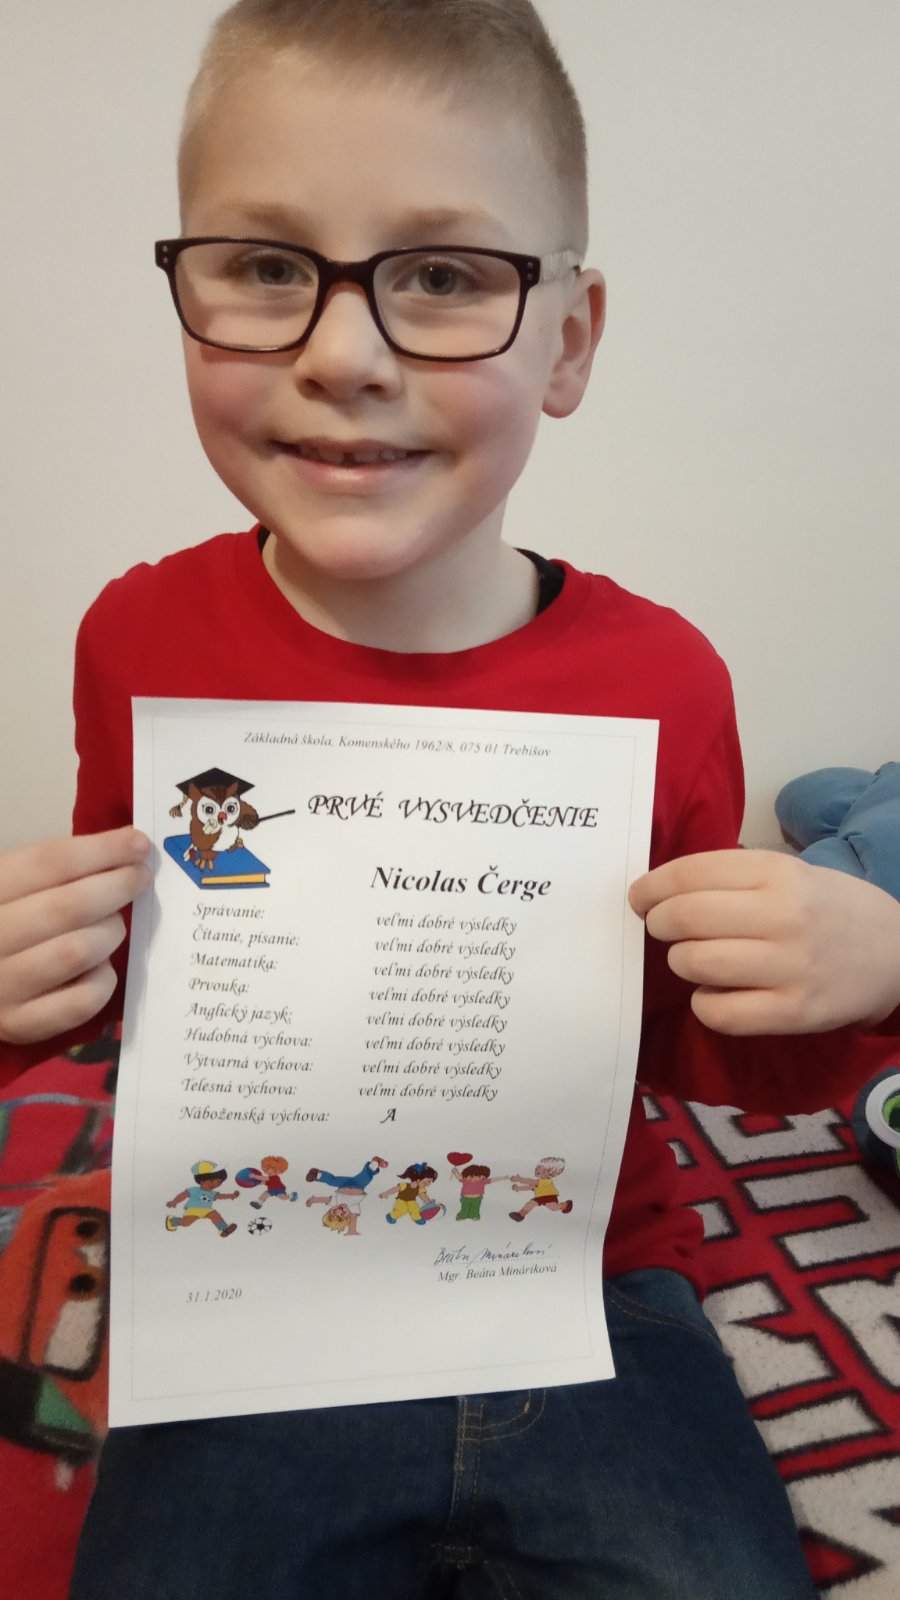 Základná škola, Komenského 1962/8, 075 01 Trebišov
PRVÉ VYSVEDČENIE
Nicolas Čerge
Správanie: veľmi dobré výsledky
Čítanie, písanie: veľmi dobré výsledky
Matematika: veľmi dobré výsledky
Prvouka: veľmi dobré výsledky
Anglický jazyk: veľmi dobré výsledky
Hudobná výchova: veľmi dobré výsledky
Výtvarná výchova: veľmi dobré výsledky
Telesná výchova: veľmi dobré výsledky
Náboženská výchova: A
Beáta Mináriková
Mgr. Beáta Mináriková
31.1.2020